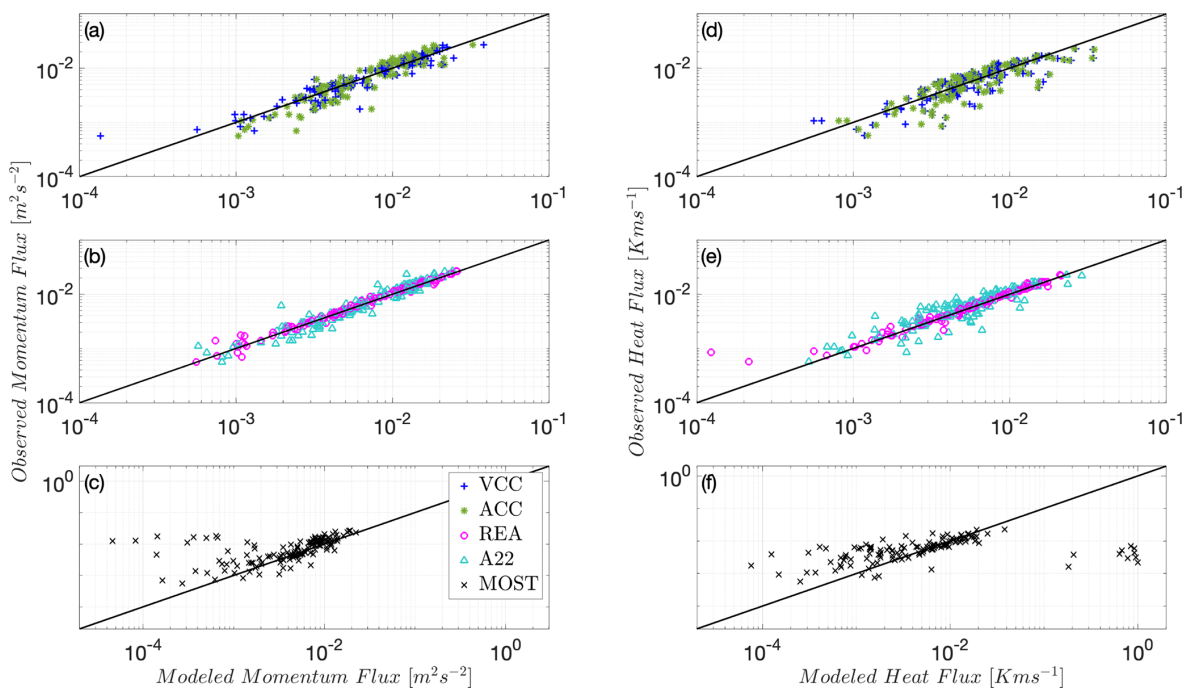 (a)
10^-2
10^-4
10^-4 10^-3 10^-2 10^-1
(d)
10^-2
10^-4
10^-4 10^-3 10^-2 10^-1
Observed Momentum Flux [m^2s^-2]
(b)
10^-2
10^-4
10^-4 10^-3 10^-2 10^-1
Observed Heat Flux [Kms^-1]
(e)
10^-2
10^-4
10^-4 10^-3 10^-2 10^-1
(c)
10^0
VCC
ACC
REA
A22
MOST
10^-4 10^-2 10^0
Modeled Momentum Flux [m^2s^-2]
(f)
10^0
10^-4 10^-2 10^0
Modeled Heat Flux [Kms^-1]